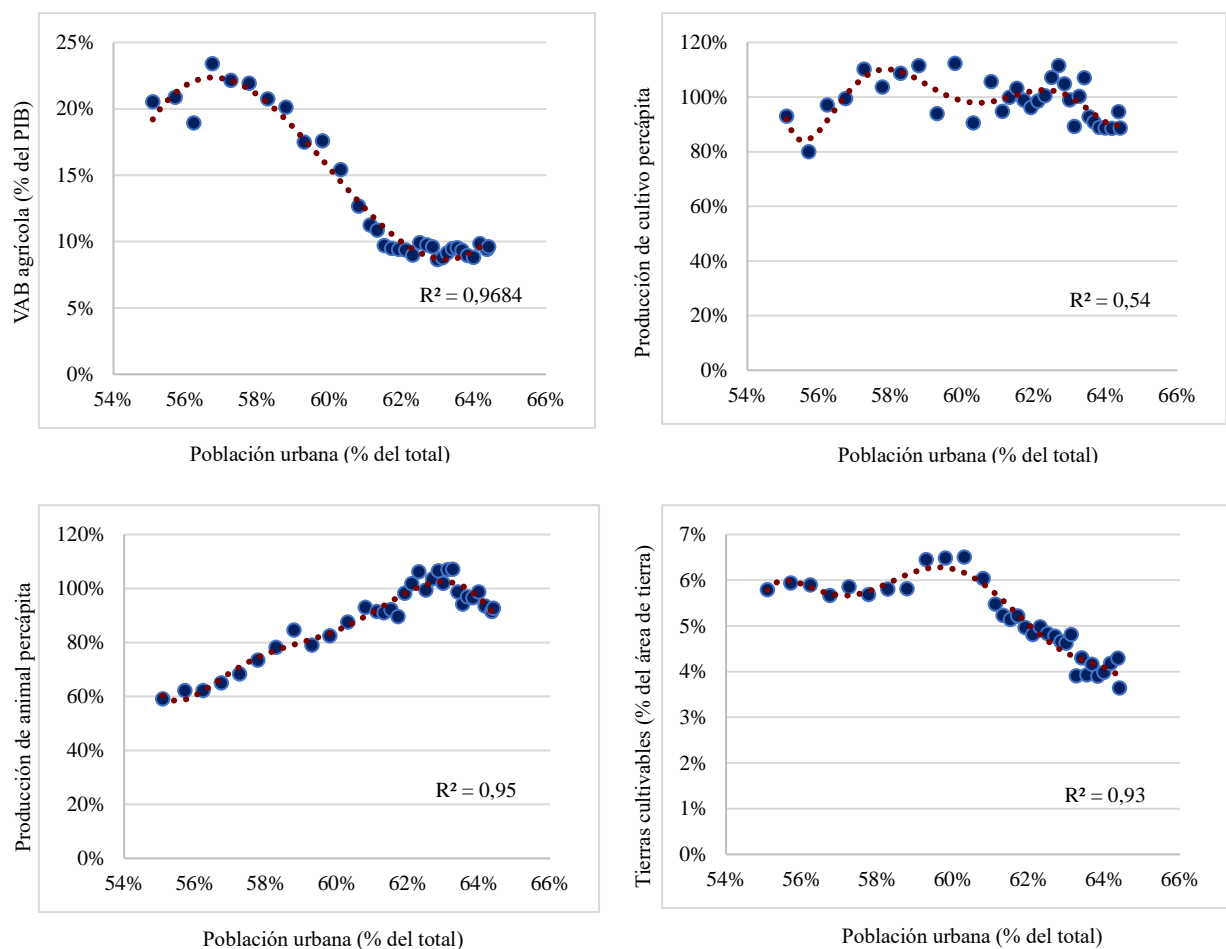 VAB agrícola (% del PIB)
25%
20%
15%
10%
5%
0%
R² = 0,9684
54% 56% 58% 60% 62% 64% 66%
Población urbana (% del total)
Producción de cultivo percápita
120%
100%
80%
60%
40%
20%
0%
R² = 0,54
54% 56% 58% 60% 62% 64% 66%
Población urbana (% del total)
Producción de animal percápita
120%
100%
80%
60%
40%
20%
0%
R² = 0,95
54% 56% 58% 60% 62% 64% 66%
Población urbana (% del total)
Tierras cultivables (% del área de tierra)
7%
6%
5%
4%
3%
2%
1%
0%
R² = 0,93
54% 56% 58% 60% 62% 64% 66%
Población urbana (% del total)